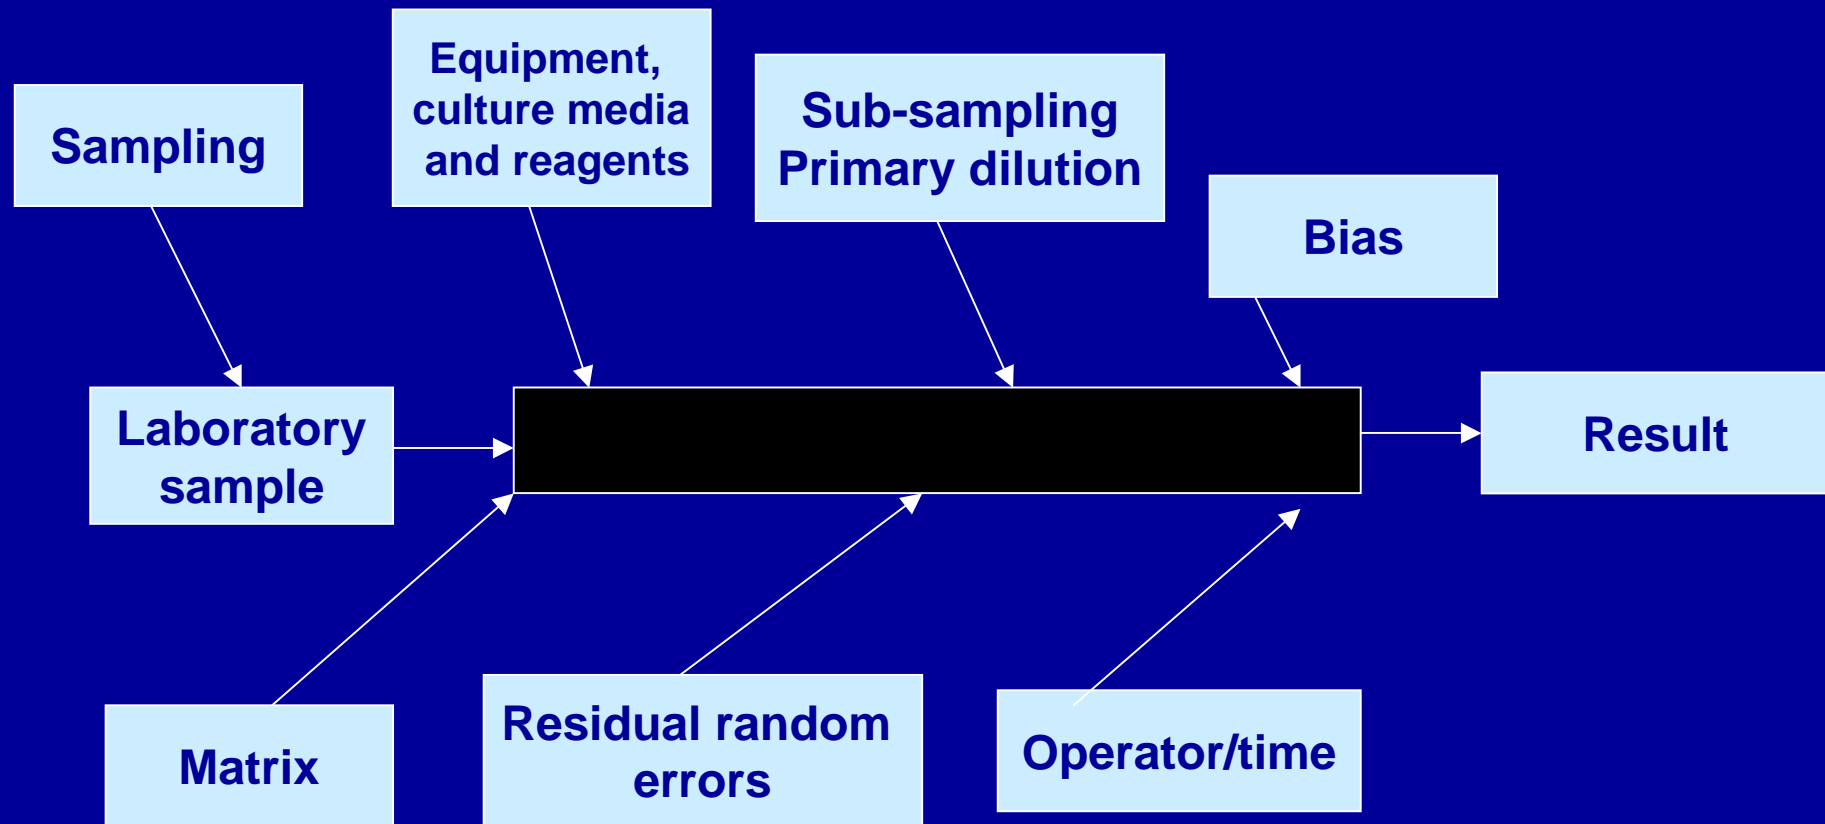 Sampling
Equipment,
culture media
and reagents
Sub-sampling
Primary dilution
Bias
Laboratory
sample
Result
Matrix
Residual random
errors
Operator/time